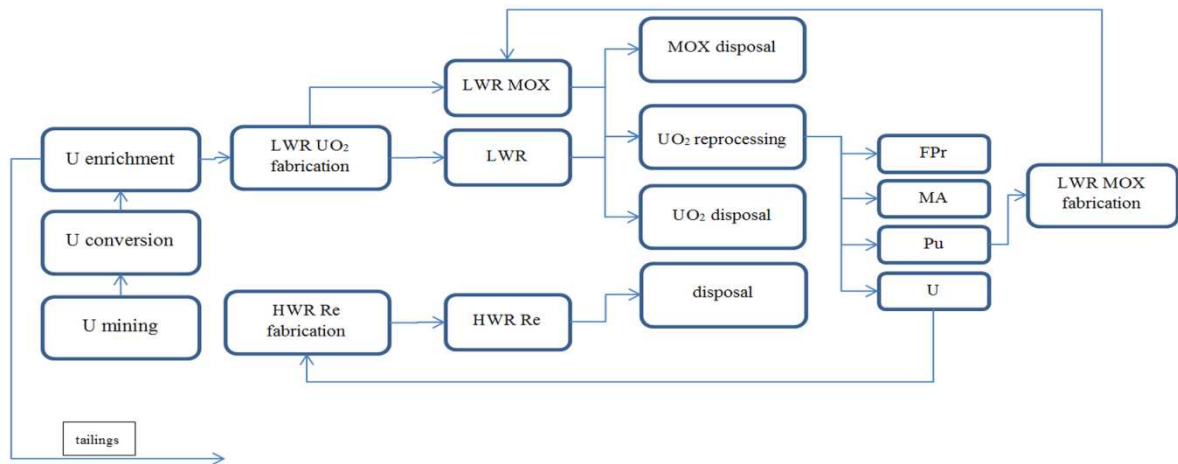 MOX disposal
LWR MOX
UO₂ reprocessing
U enrichment
LWR UO₂
fabrication
LWR
FPr
LWR MOX
fabrication
MA
U conversion
UO₂ disposal
Pu
U
U mining
HWR Re
fabrication
HWR Re
disposal
tailings